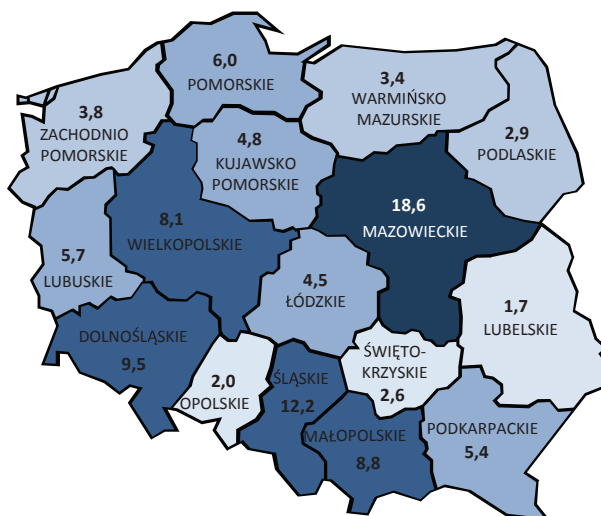 6,0
POMORSKIE
3,4
WARMIŃSKO
MAZURSKIE
3,8
ZACHODNIO
POMORSKIE
4,8
KUJAWSKO
POMORSKIE
2,9
PODLASKIE
18,6
MAZOWIECKIE
8,1
WIELKOPOLSKIE
5,7
LUBUSKIE
4,5
ŁÓDZKIE
1,7
LUBELSKIE
DOLNOŚLĄSKIE
9,5
2,0
OPOLSKIE
ŚLĄSKIE
12,2
ŚWIĘTO-
KRZYSKIE
2,6
MAŁOPOLSKIE
8,8
PODKARPACKIE
5,4